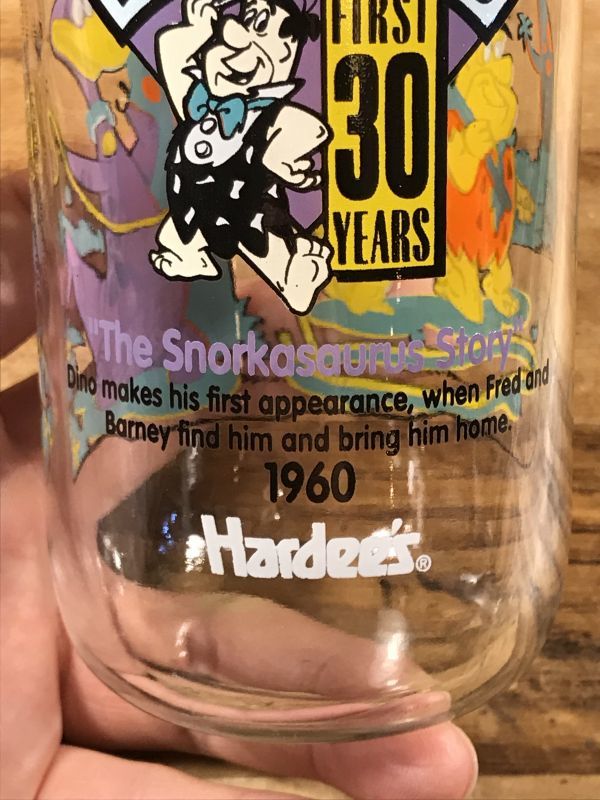 FIRST
30
YEARS
"The Snorkasaurus Story"
Dino makes his first appearance, when Fred and
Barney find him and bring him home.
1960
Hardee's®